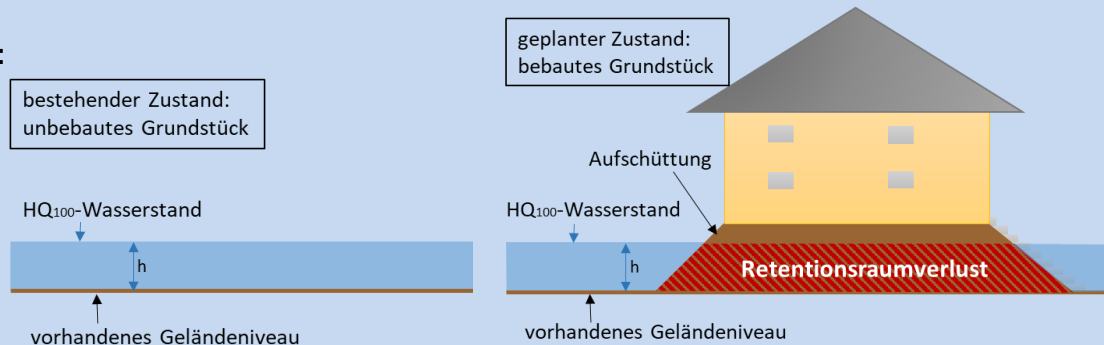 :
bestehender Zustand:
unbebautes Grundstück
HQ₁₀₀-Wasserstand
h
vorhandenes Geländeniveau
geplanter Zustand:
bebautes Grundstück
Aufschüttung
HQ₁₀₀-Wasserstand
h
Retentionsraumverlust
vorhandenes Geländeniveau